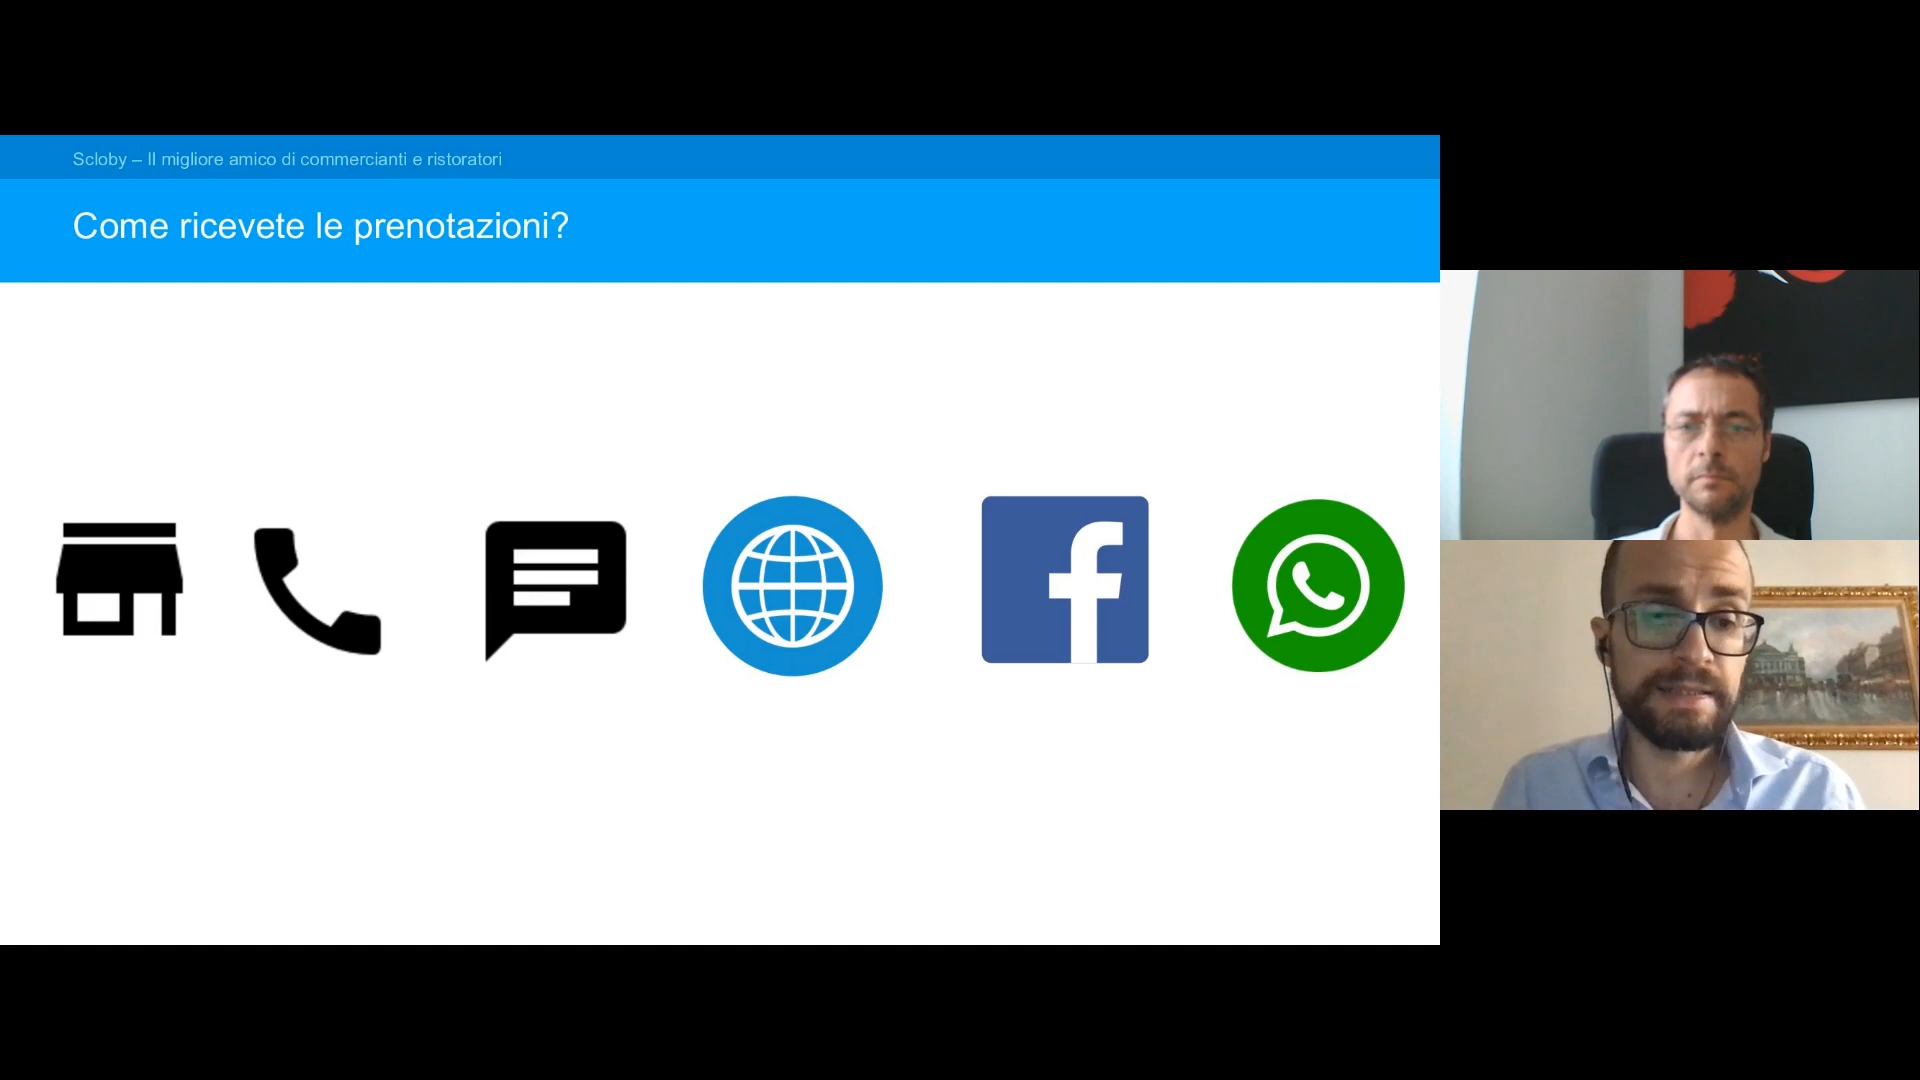 Scloby – Il migliore amico di commercianti e ristoratori
Come ricevete le prenotazioni?